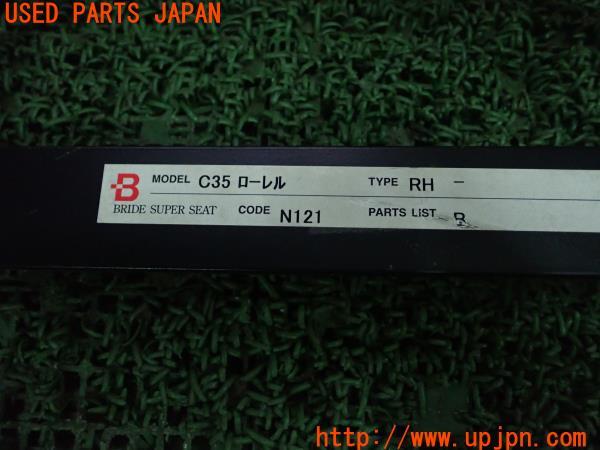 USED PARTS JAPAN
B MODEL C35 ローレル TYPE RH -
BRIDE SUPER SEAT CODE N121 PARTS LIST B
http://www.upjpn.com/